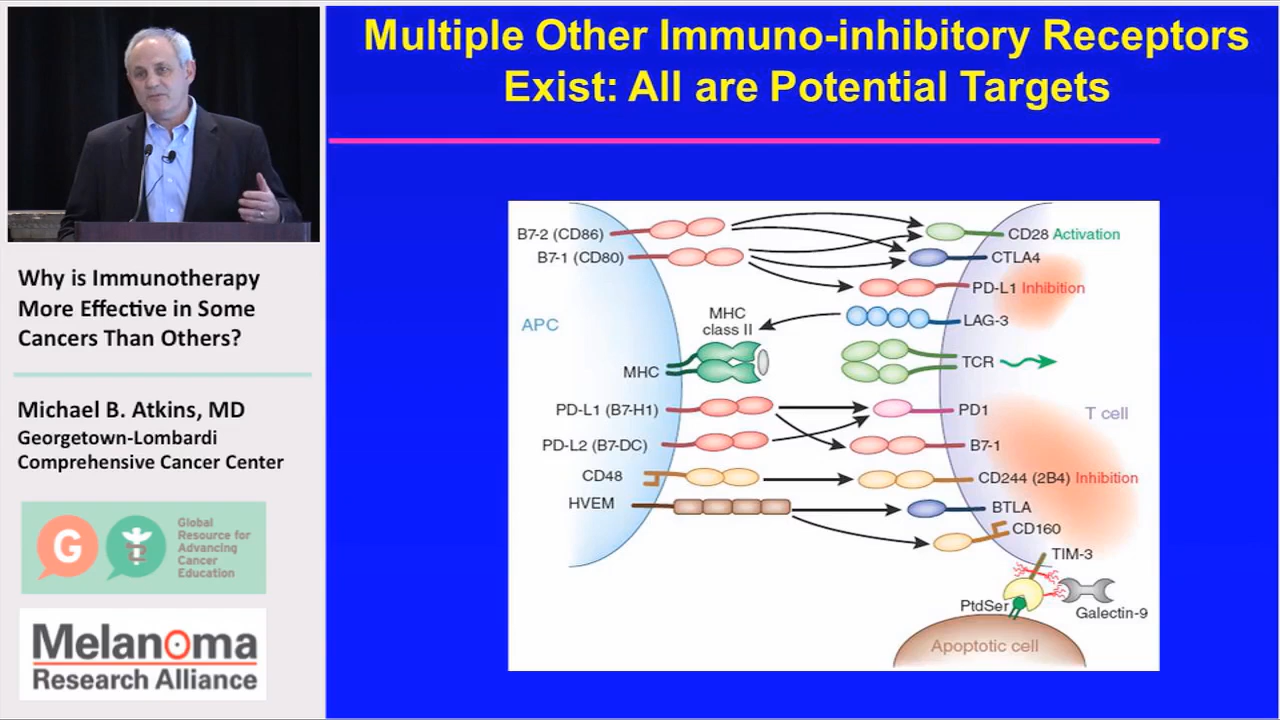 Multiple Other Immuno-inhibitory Receptors
Exist: All are Potential Targets
Why is Immunotherapy
More Effective in Some
Cancers Than Others?
Michael B. Atkins, MD
Georgetown-Lombardi
Comprehensive Cancer Center
G
Global
Resource for
Advancing
Cancer
Education
Melanoma
Research Alliance
B7-2 (CD86)
CD28 Activation
B7-1 (CD80)
CTLA4
PD-L1 Inhibition
APC
MHC
class II
LAG-3
MHC
TCR
PD-L1 (B7-H1)
PD1
T cell
PD-L2 (B7-DC)
B7-1
CD48
CD244 (2B4) Inhibition
HVEM
BTLA
CD160
TIM-3
PtdSer
Galectin-9
Apoptotic cell